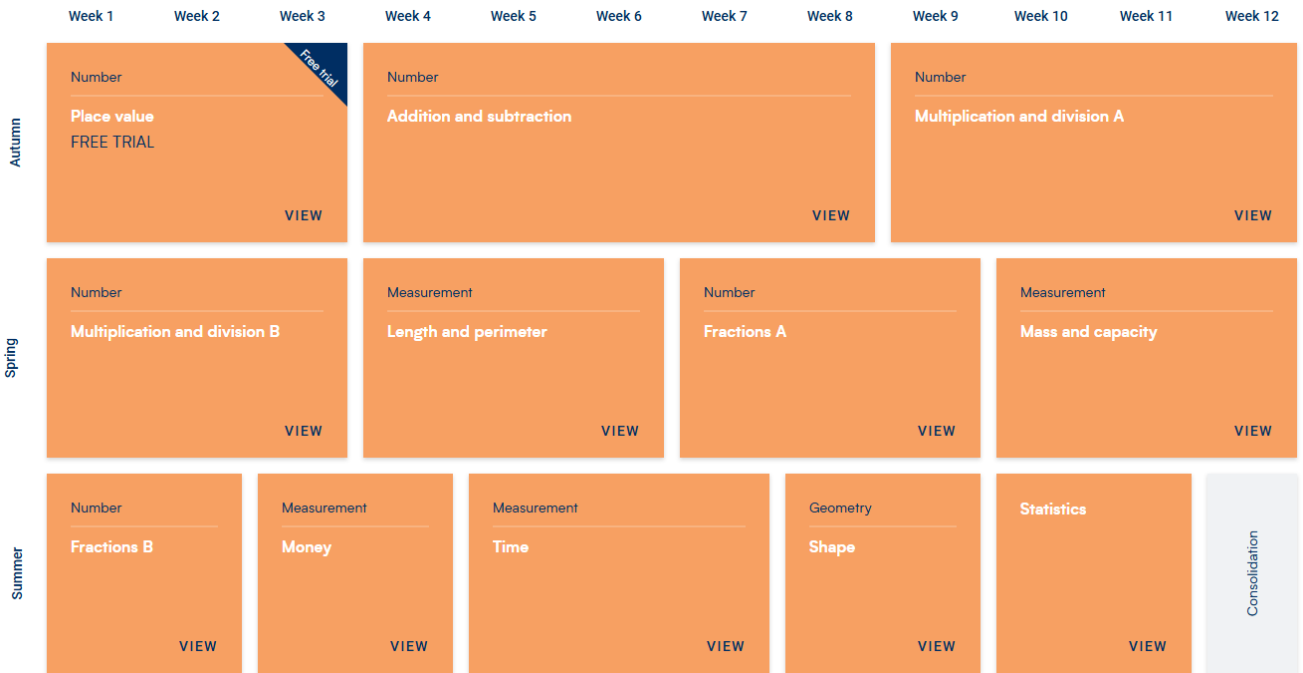 Week 1 Week 2 Week 3 Week 4 Week 5 Week 6 Week 7 Week 8 Week 9 Week 10 Week 11 Week 12
Autumn
Number
Free trial
Place value
FREE TRIAL
VIEW
Number
Addition and subtraction
VIEW
Number
Multiplication and division A
VIEW
Spring
Number
Multiplication and division B
VIEW
Measurement
Length and perimeter
VIEW
Number
Fractions A
VIEW
Measurement
Mass and capacity
VIEW
Summer
Number
Fractions B
VIEW
Measurement
Money
VIEW
Measurement
Time
VIEW
Geometry
Shape
VIEW
Statistics
VIEW
Consolidation